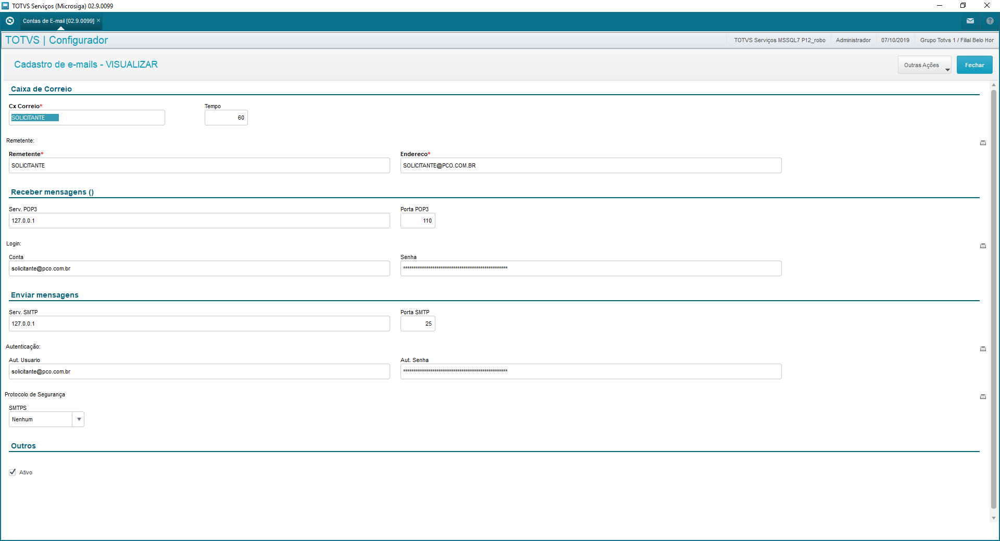 TOTVS Serviços (Microsiga) 02.9.0099
Contas de E-mail [02.9.0099] ×
TOTVS | Configurador
TOTVS Serviços MSSQL7 P12_robo
Administrador
07/10/2019
Grupo Totvs 1 / Filial Belo Hor
Cadastro de e-mails - VISUALIZAR
Outras Ações
Fechar
Caixa de Correio
Cx Correio*
Tempo
SOLICITANTE
60
Remetente:
Remetente*
Endereco*
SOLICITANTE
SOLICITANTE@PCO.COM.BR
Receber mensagens ()
Serv. POP3
Porta POP3
127.0.0.1
110
Login:
Conta
Senha
solicitante@pco.com.br
**************************************************
Enviar mensagens
Serv. SMTP
Porta SMTP
127.0.0.1
25
Autenticação:
Aut. Usuario
Aut. Senha
solicitante@pco.com.br
**************************************************
Protocolo de Segurança
SMTPS
Nenhum
Outros
Ativo